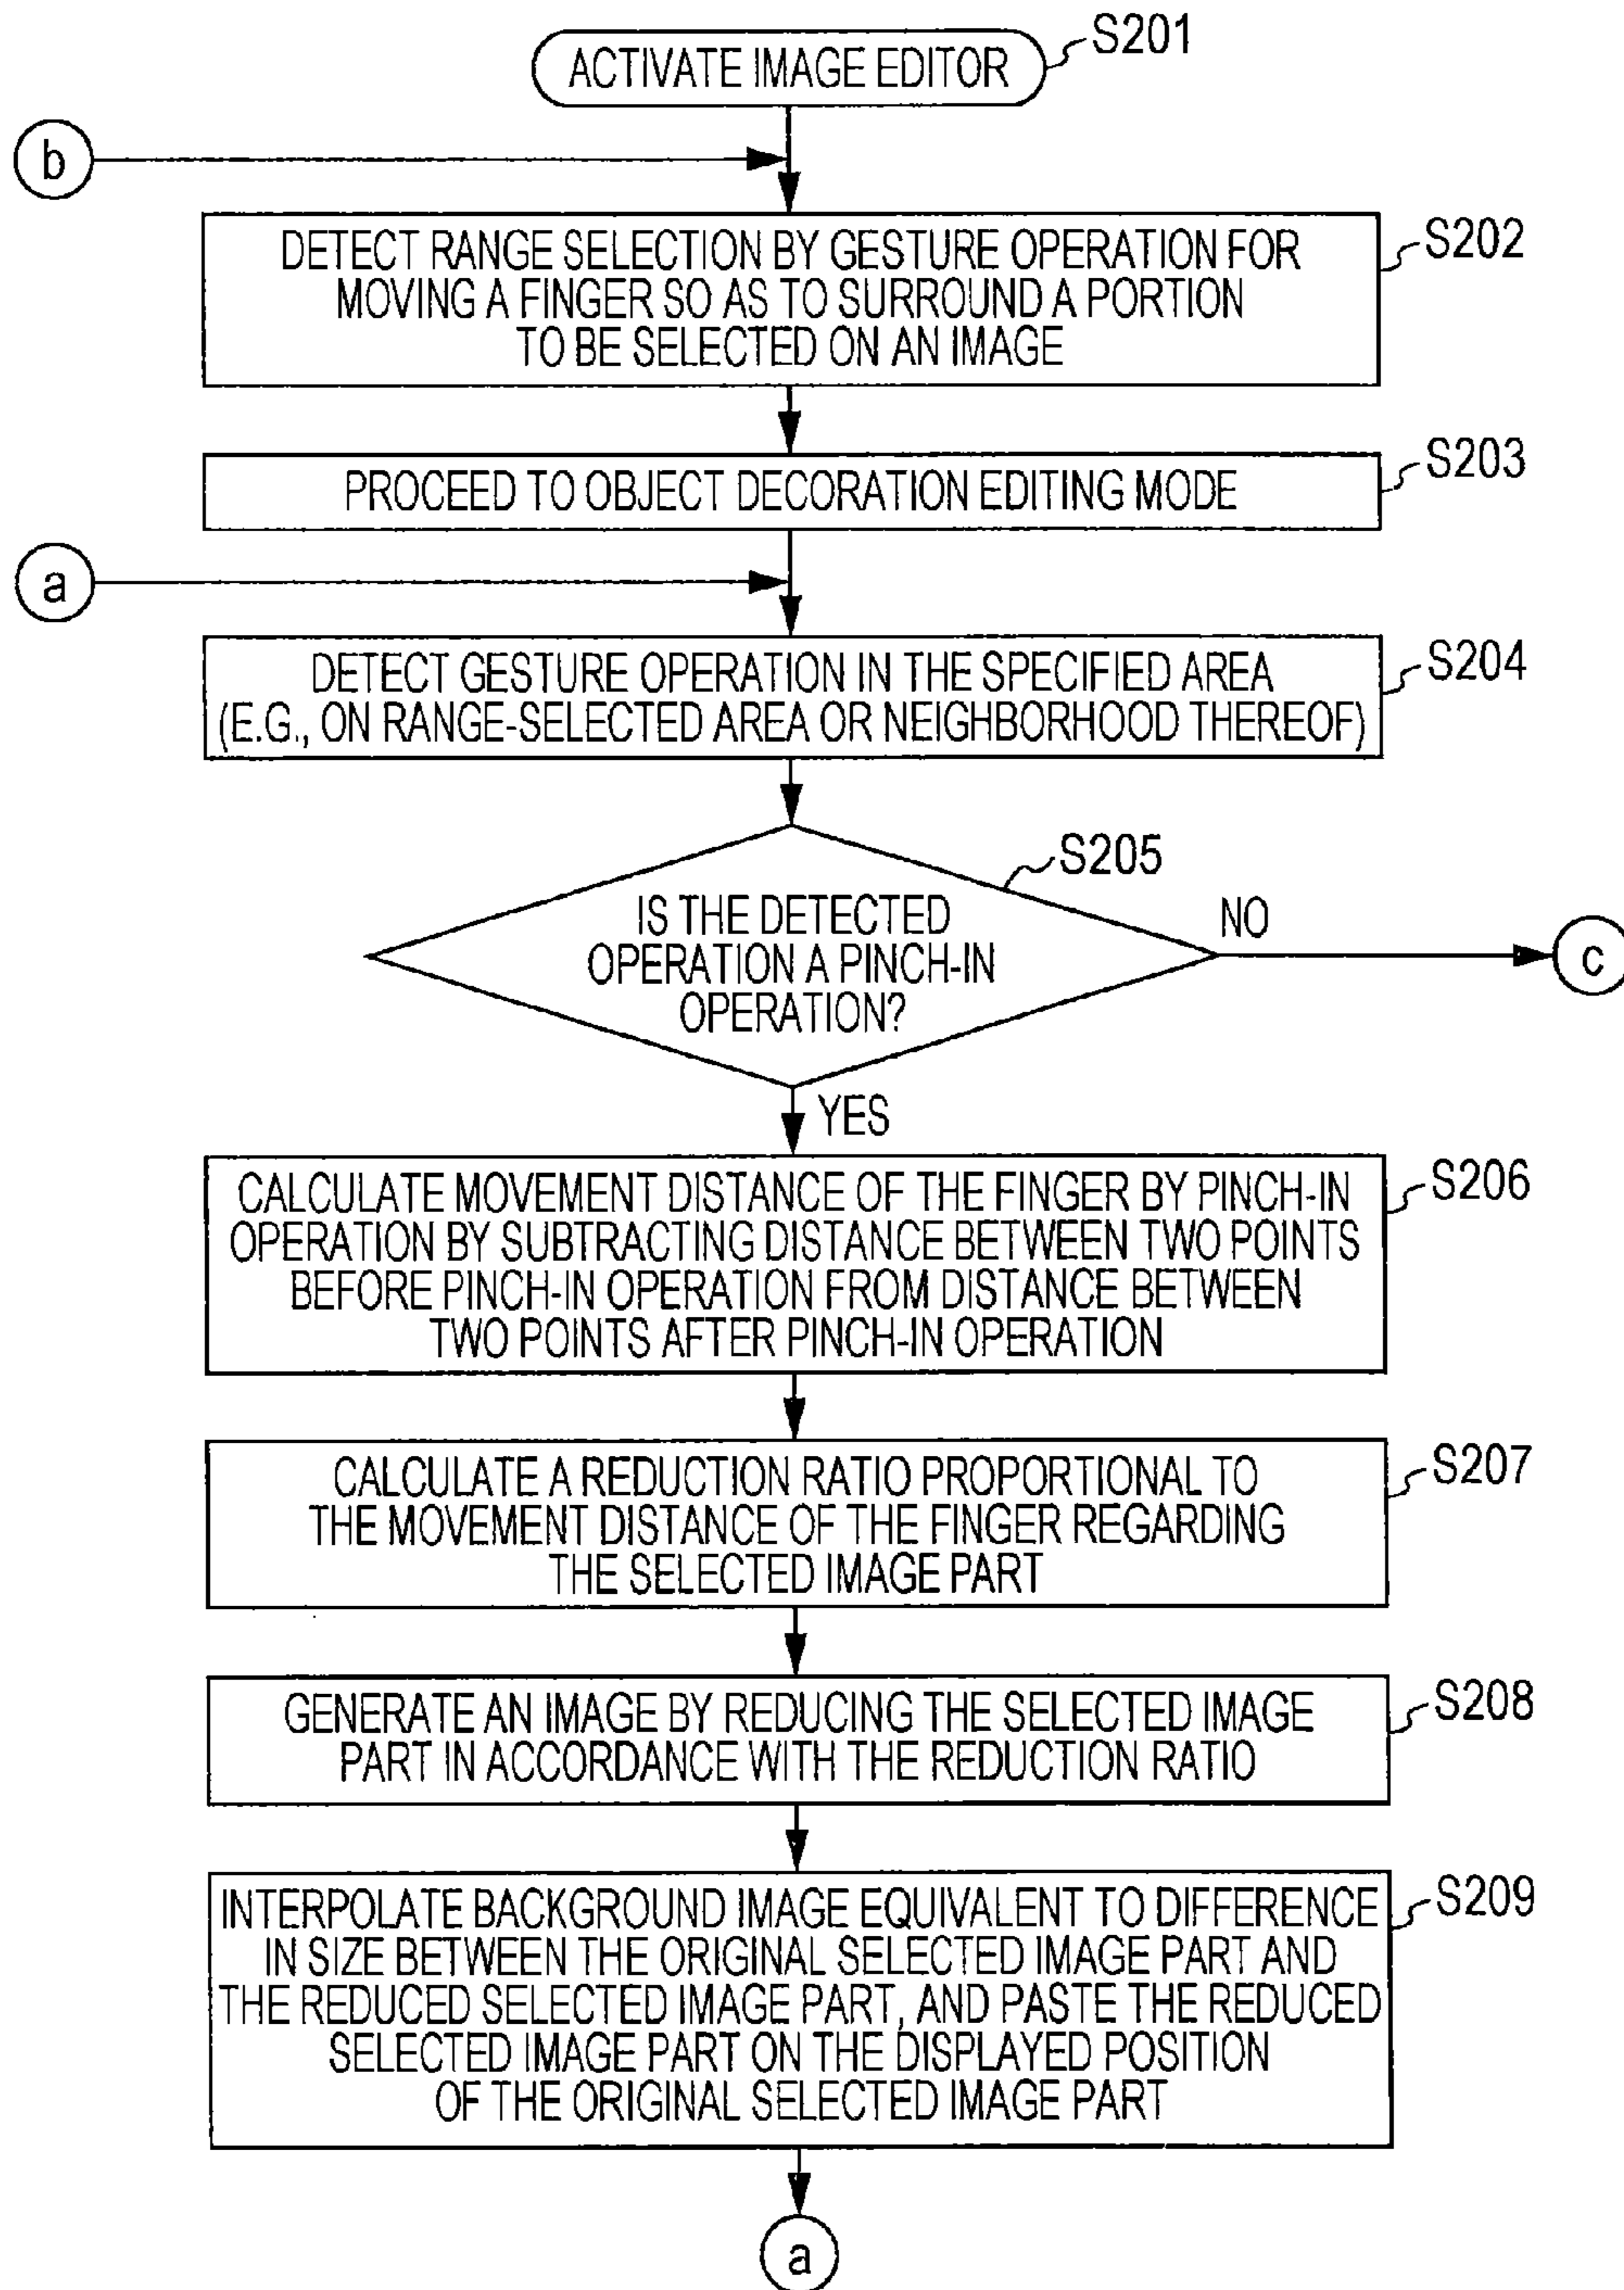 ACTIVATE IMAGE EDITOR
S201
b
DETECT RANGE SELECTION BY GESTURE OPERATION FOR
MOVING A FINGER SO AS TO SURROUND A PORTION
TO BE SELECTED ON AN IMAGE
S202
PROCEED TO OBJECT DECORATION EDITING MODE
S203
a
DETECT GESTURE OPERATION IN THE SPECIFIED AREA
(E.G., ON RANGE-SELECTED AREA OR NEIGHBORHOOD THEREOF)
S204
S205
IS THE DETECTED
OPERATION A PINCH-IN
OPERATION?
NO
c
YES
CALCULATE MOVEMENT DISTANCE OF THE FINGER BY PINCH-IN
OPERATION BY SUBTRACTING DISTANCE BETWEEN TWO POINTS
BEFORE PINCH-IN OPERATION FROM DISTANCE BETWEEN
TWO POINTS AFTER PINCH-IN OPERATION
S206
CALCULATE A REDUCTION RATIO PROPORTIONAL TO
THE MOVEMENT DISTANCE OF THE FINGER REGARDING
THE SELECTED IMAGE PART
S207
GENERATE AN IMAGE BY REDUCING THE SELECTED IMAGE
PART IN ACCORDANCE WITH THE REDUCTION RATIO
S208
INTERPOLATE BACKGROUND IMAGE EQUIVALENT TO DIFFERENCE
IN SIZE BETWEEN THE ORIGINAL SELECTED IMAGE PART AND
THE REDUCED SELECTED IMAGE PART, AND PASTE THE REDUCED
SELECTED IMAGE PART ON THE DISPLAYED POSITION
OF THE ORIGINAL SELECTED IMAGE PART
S209
a